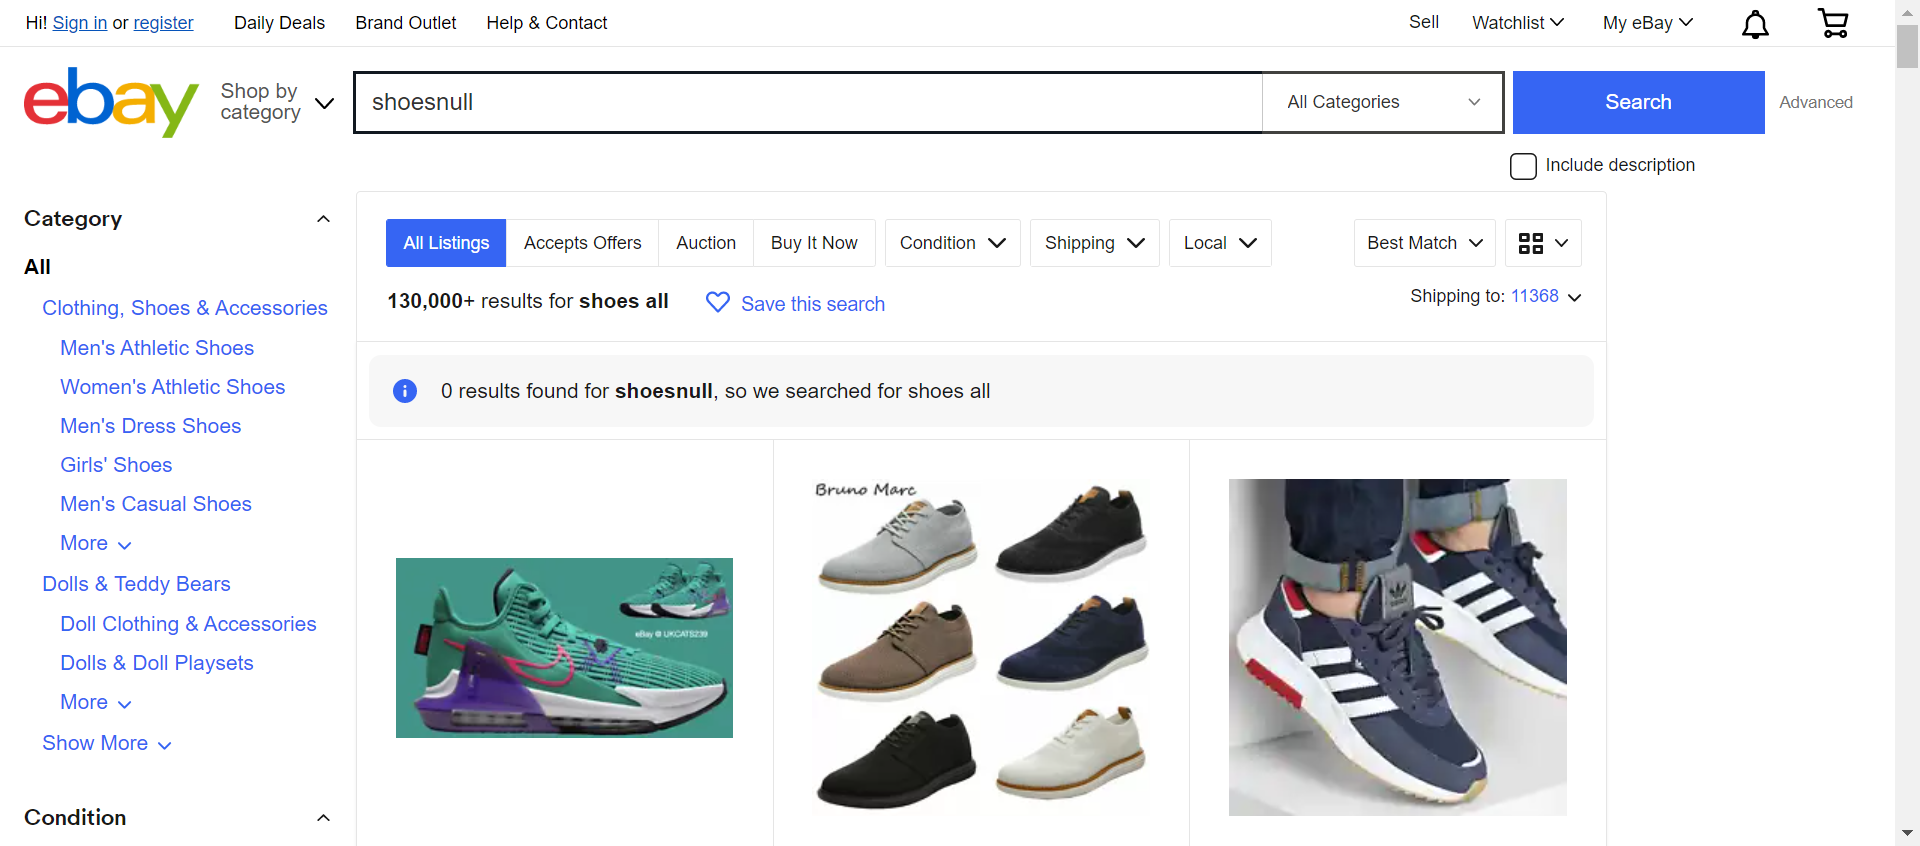 Hi! Sign in or register
Daily Deals
Brand Outlet
Help & Contact
Sell
Watchlist
My eBay
ebay
Shop by
category
shoesnull
All Categories
Search
Advanced
Include description
Category
All
Clothing, Shoes & Accessories
Men's Athletic Shoes
Women's Athletic Shoes
Men's Dress Shoes
Girls' Shoes
Men's Casual Shoes
More
Dolls & Teddy Bears
Doll Clothing & Accessories
Dolls & Doll Playsets
More
Show More
Condition
All Listings
Accepts Offers
Auction
Buy It Now
Condition
Shipping
Local
Best Match
130,000+ results for shoes all
Save this search
Shipping to: 11368
0 results found for shoesnull, so we searched for shoes all
eBay @ UKCATS239
Bruno Marc